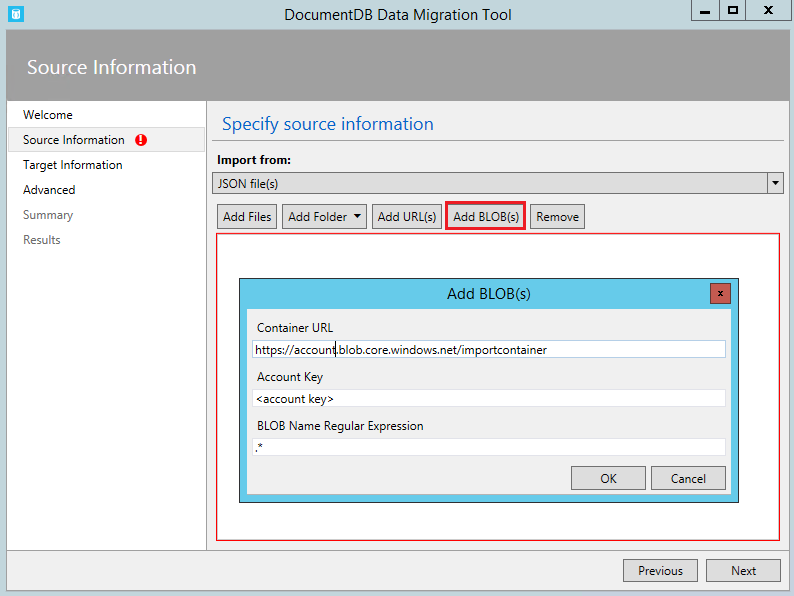 DocumentDB Data Migration Tool
Source Information
Welcome
Source Information
Target Information
Advanced
Summary
Results
Specify source information
Import from:
JSON file(s)
Add Files Add Folder Add URL(s) Add BLOB(s) Remove
Add BLOB(s)
Container URL
https://account.blob.core.windows.net/importcontainer
Account Key
<account key>
BLOB Name Regular Expression
.*
OK Cancel
Previous Next